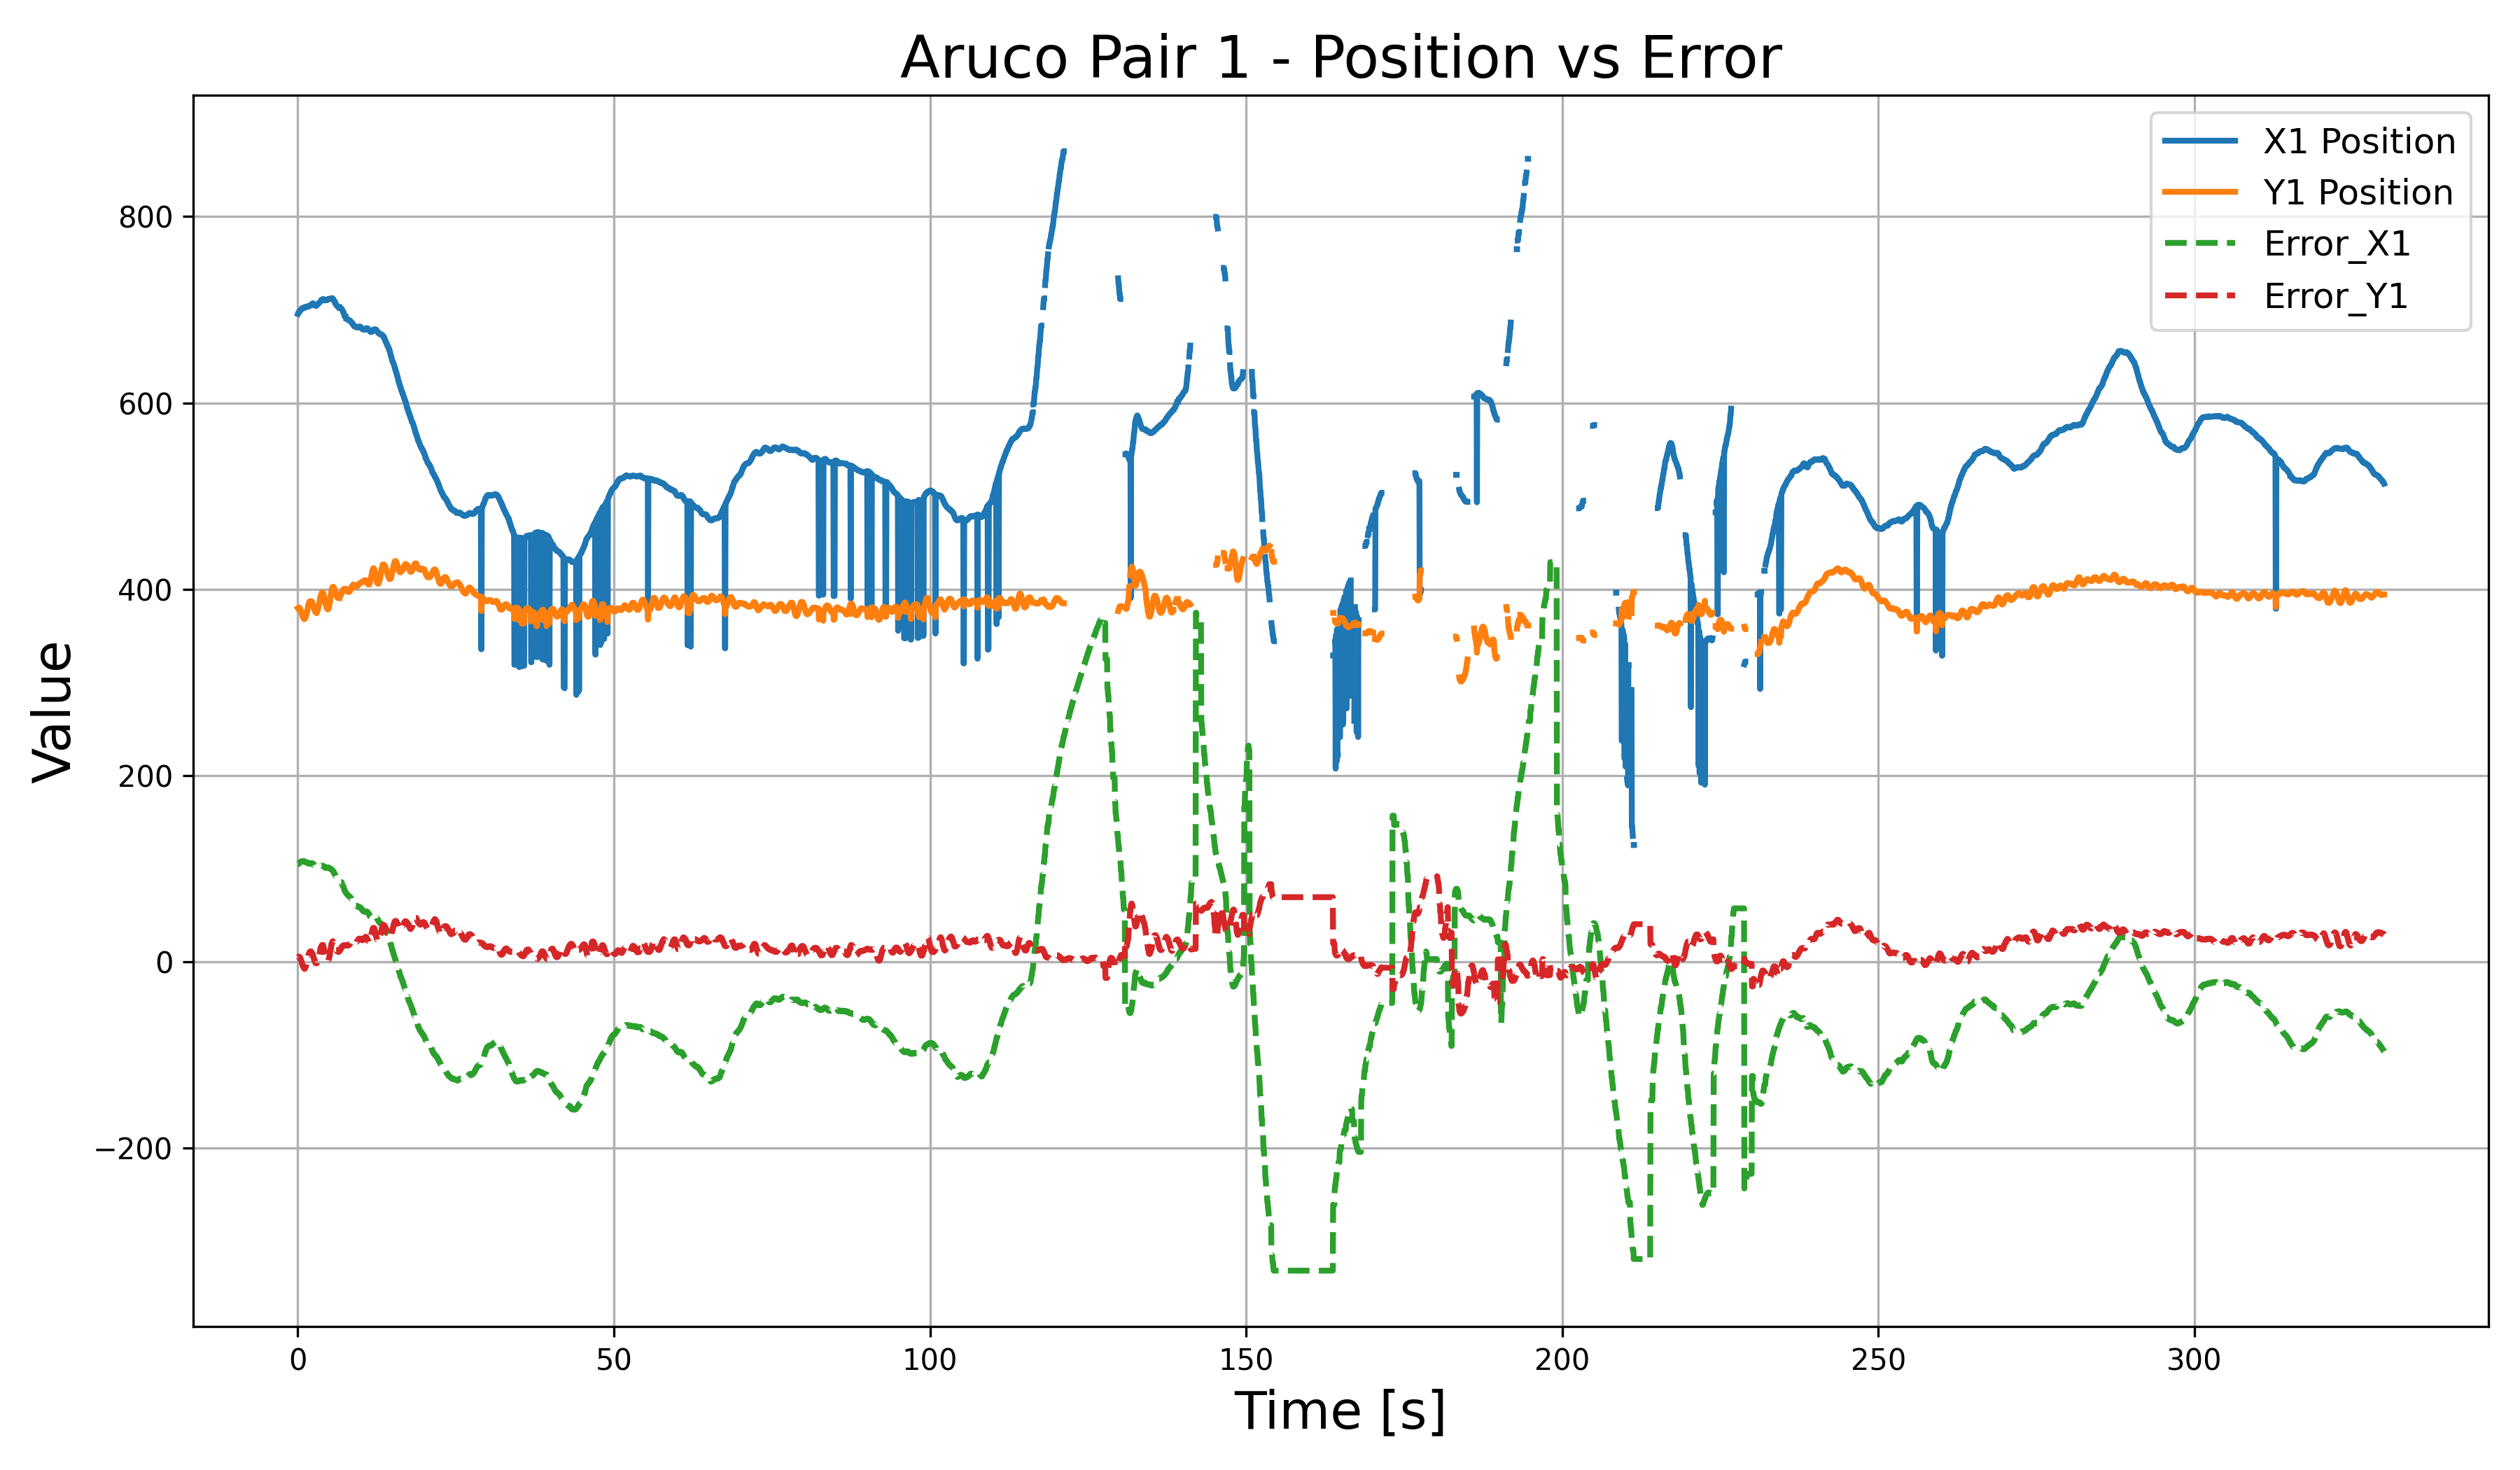 Aruco Pair 1 - Position vs Error
X1 Position
Y1 Position
Error_X1
Error_Y1
Value
800
600
400
200
0
−200
0 50 100 150 200 250 300
Time [s]